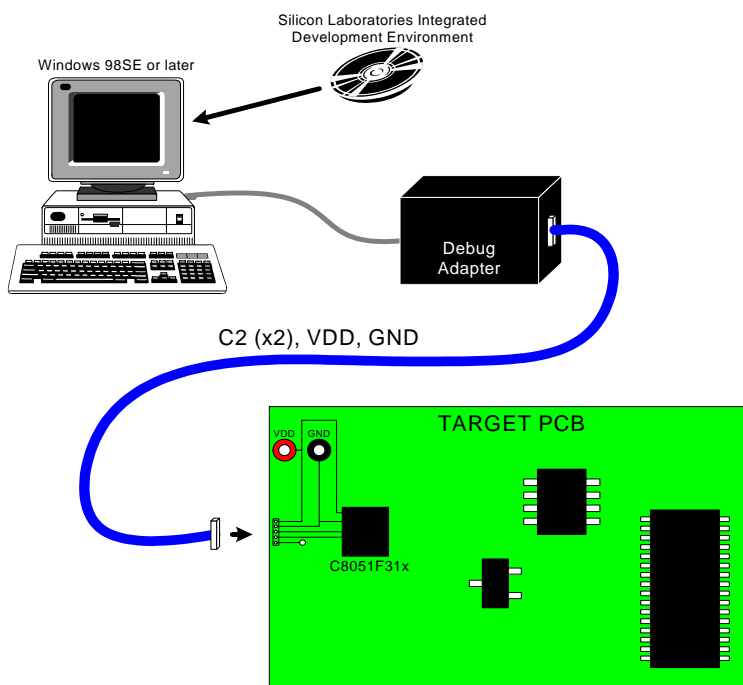 Silicon Laboratories Integrated
Development Environment
Windows 98SE or later
Debug
Adapter
C2 (x2), VDD, GND
TARGET PCB
VDD
GND
C8051F31x